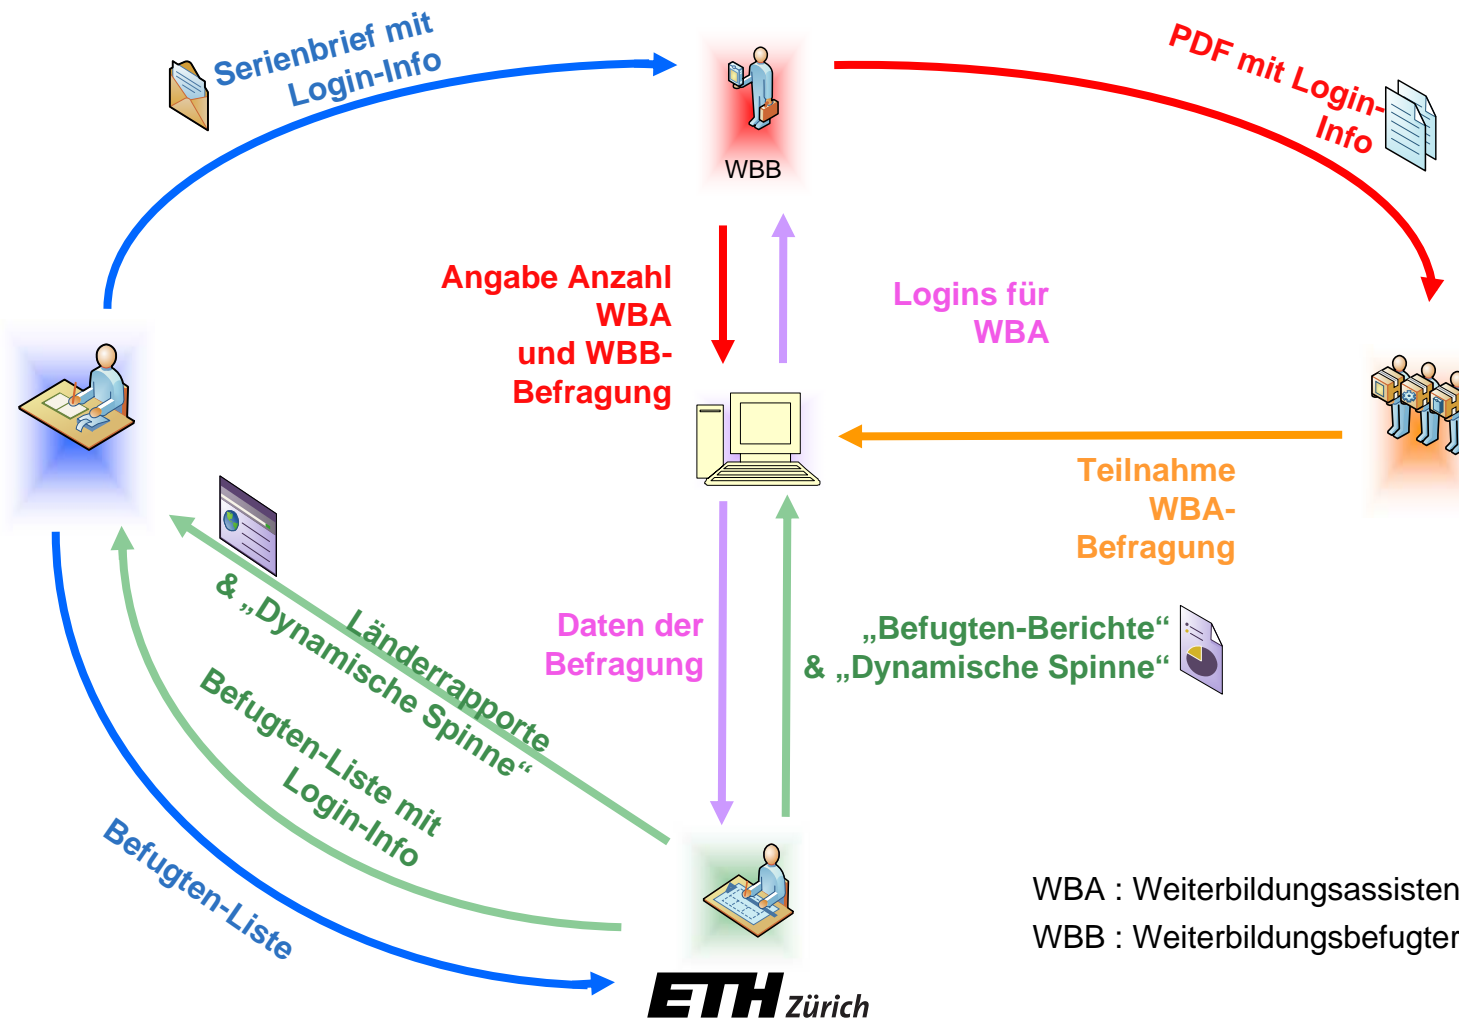 Serienbrief mit
Login-Info
WBB
PDF mit Login-
Info
Angabe Anzahl
WBA
und WBB-
Befragung
Logins für
WBA
Teilnahme
WBA-
Befragung
Länderrapporte
& „Dynamische Spinne“
Befugten-Liste mit
Login-Info
Befugten-Liste
Daten der
Befragung
„Befugten-Berichte“
& „Dynamische Spinne“
WBA : Weiterbildungsassisten
WBB : Weiterbildungsbefugter
ETH Zürich